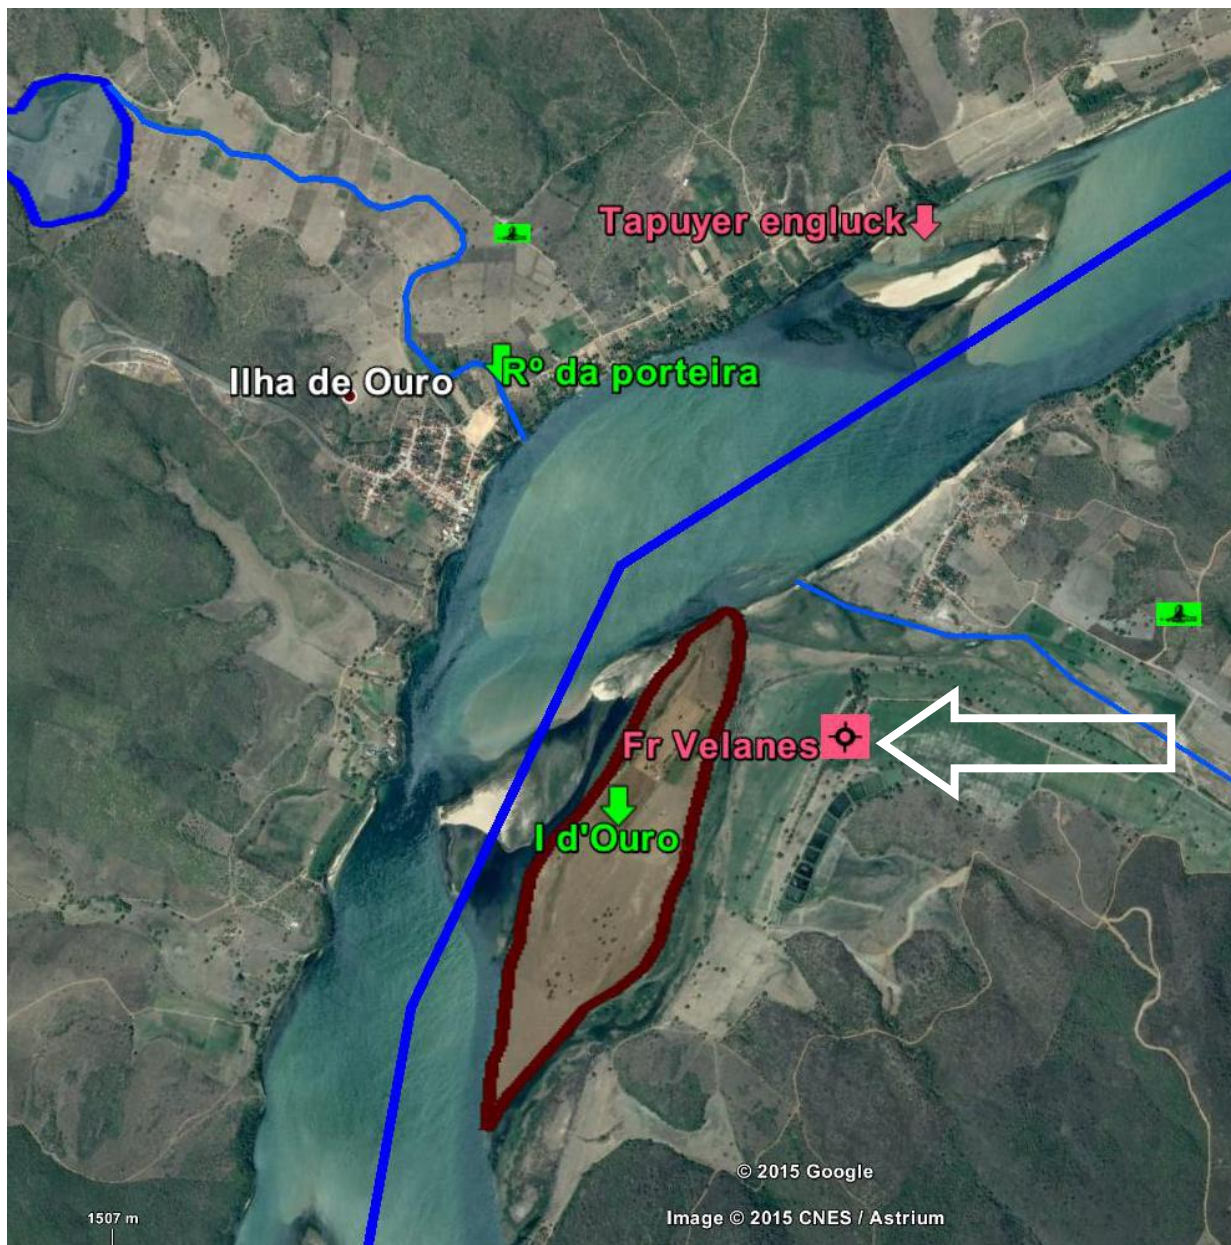 Tapuyer engluck
Rº da porteira
Ilha de Ouro
Fr Velanes
I d'Ouro
© 2015 Google
Image © 2015 CNES / Astrium
1507 m